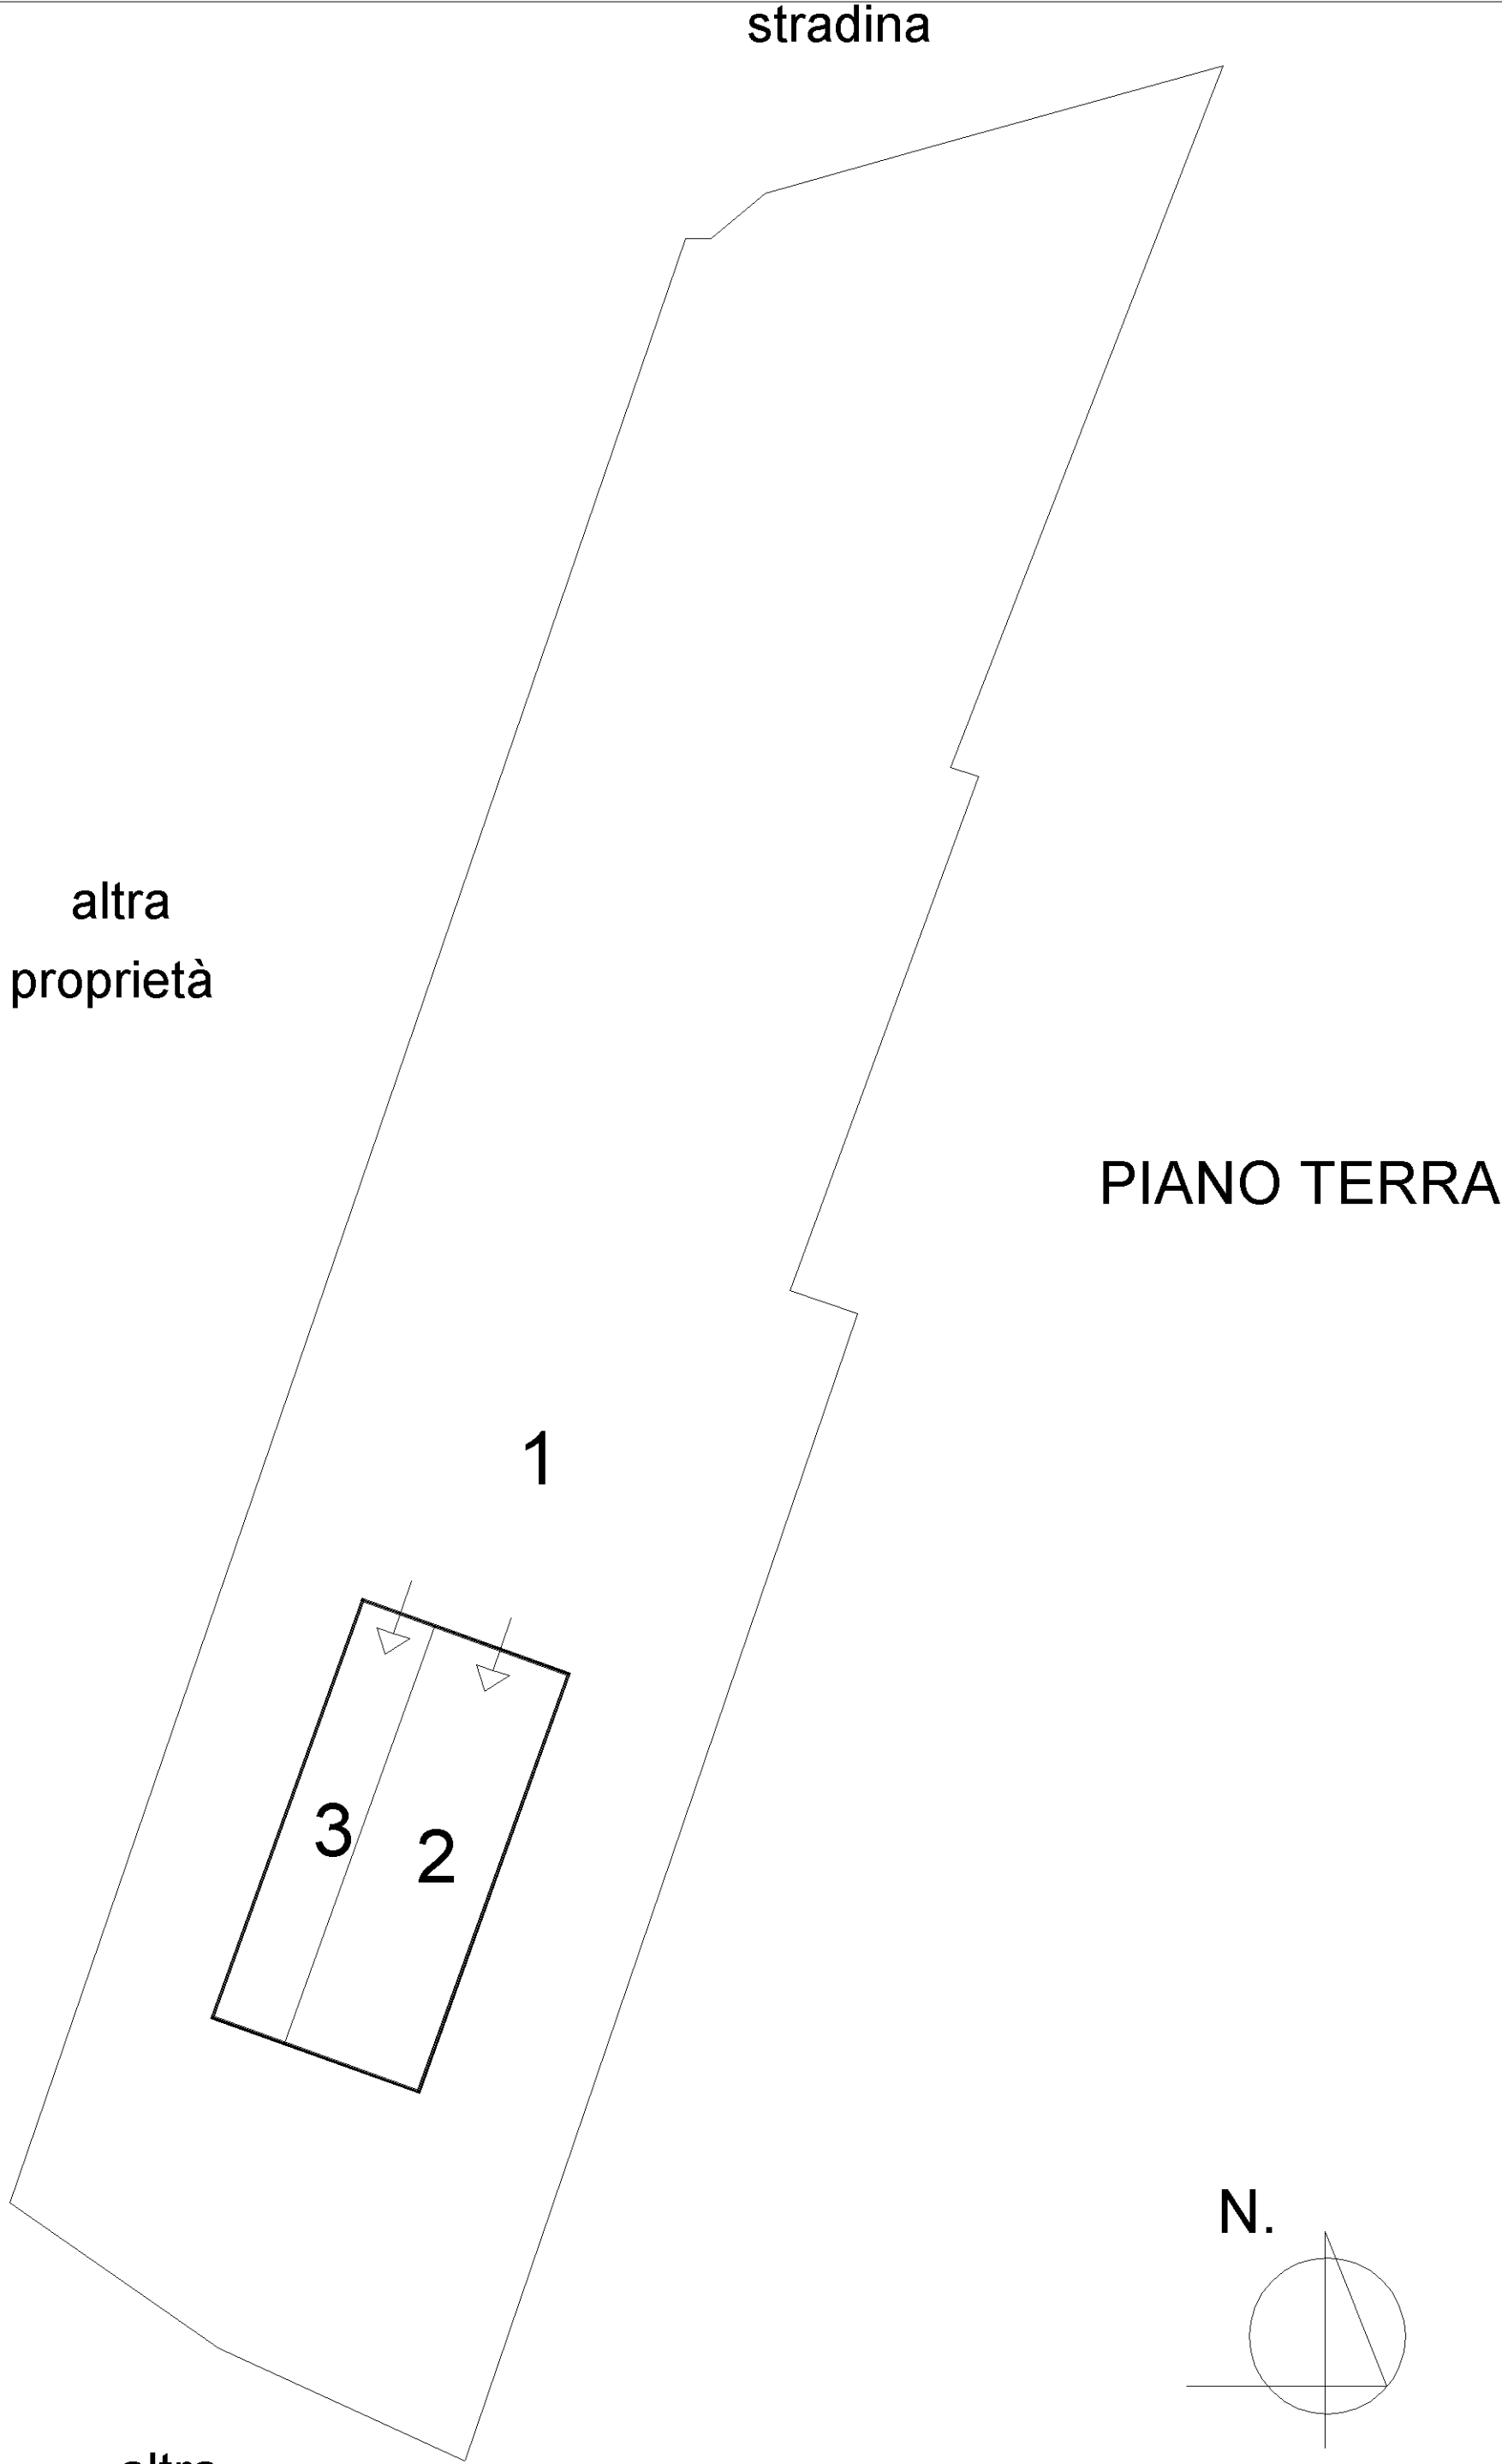 stradina
altra
proprietà
PIANO TERRA
1
3
2
N.